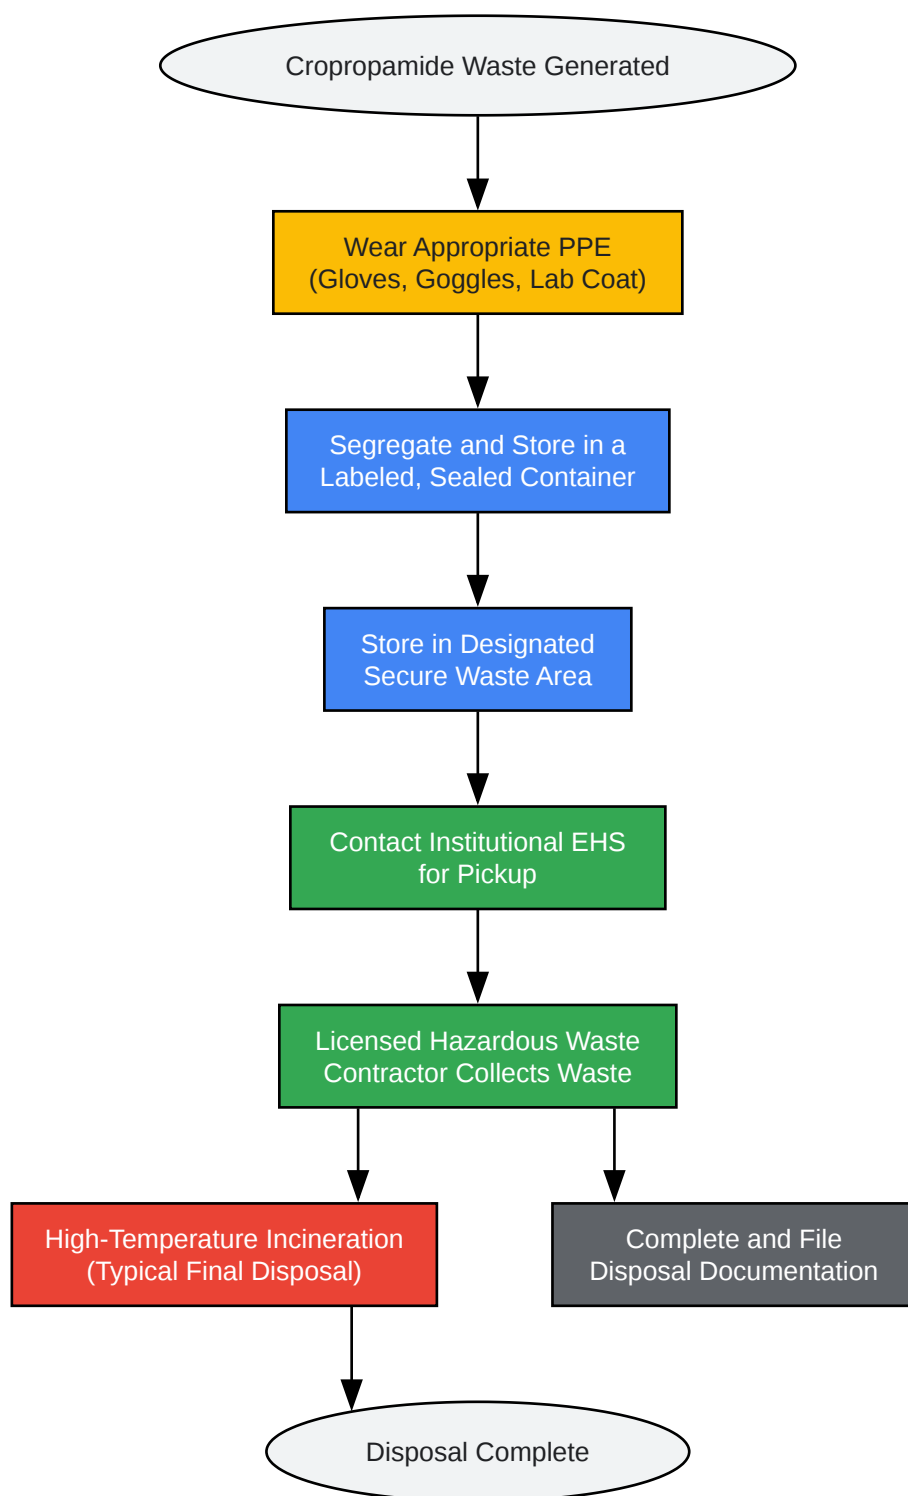 Cropropamide Waste Generated
Wear Appropriate PPE
(Gloves, Goggles, Lab Coat)
Segregate and Store in a
Labeled, Sealed Container
Store in Designated
Secure Waste Area
Contact Institutional EHS
for Pickup
Licensed Hazardous Waste
Contractor Collects Waste
High-Temperature Incineration
(Typical Final Disposal)
Complete and File
Disposal Documentation
Disposal Complete